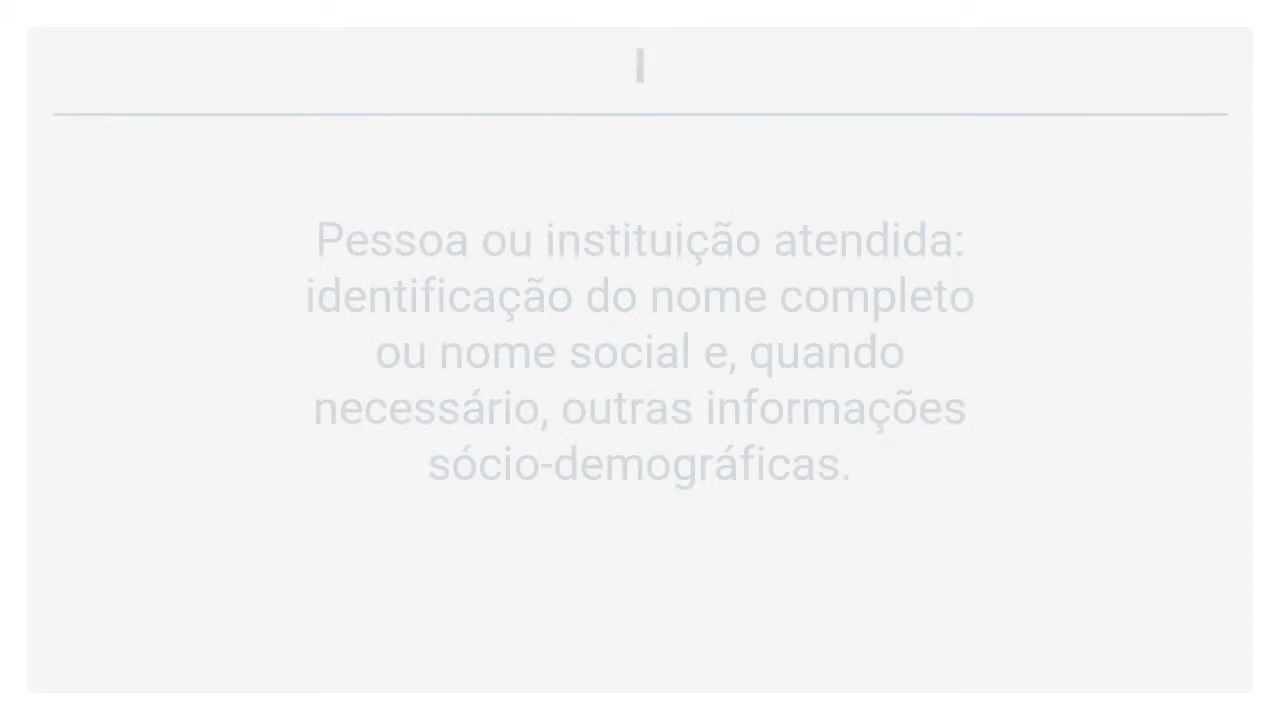 I
Pessoa ou instituição atendida:
identificação do nome completo
ou nome social e, quando
necessário, outras informações
sócio-demográficas.